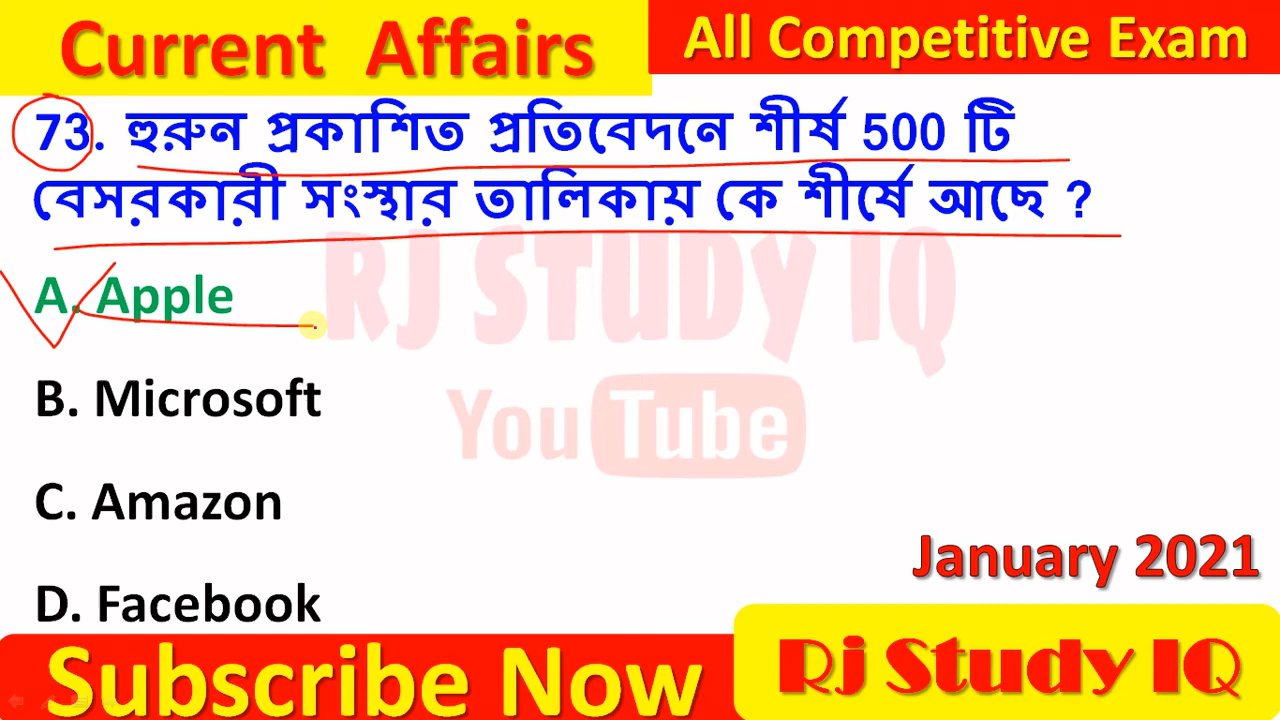 Current Affairs
All Competitive Exam
73. হুরুন প্রকাশিত প্রতিবেদনে শীর্ষ 500 টি
বেসরকারী সংস্থার তালিকায় কে শীর্ষে আছে ?
RJ STUDY IQ
YouTube
A. Apple
B. Microsoft
C. Amazon
D. Facebook
January 2021
Subscribe Now
Rj Study IQ